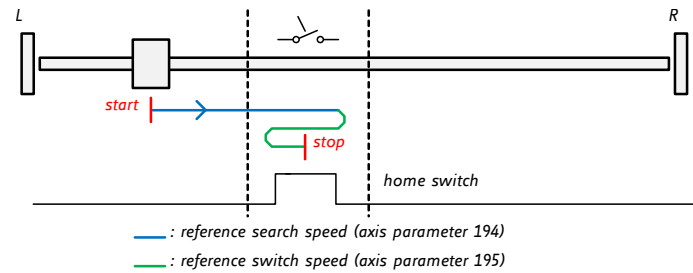 L
R
start
stop
home switch
: reference search speed (axis parameter 194)
: reference switch speed (axis parameter 195)